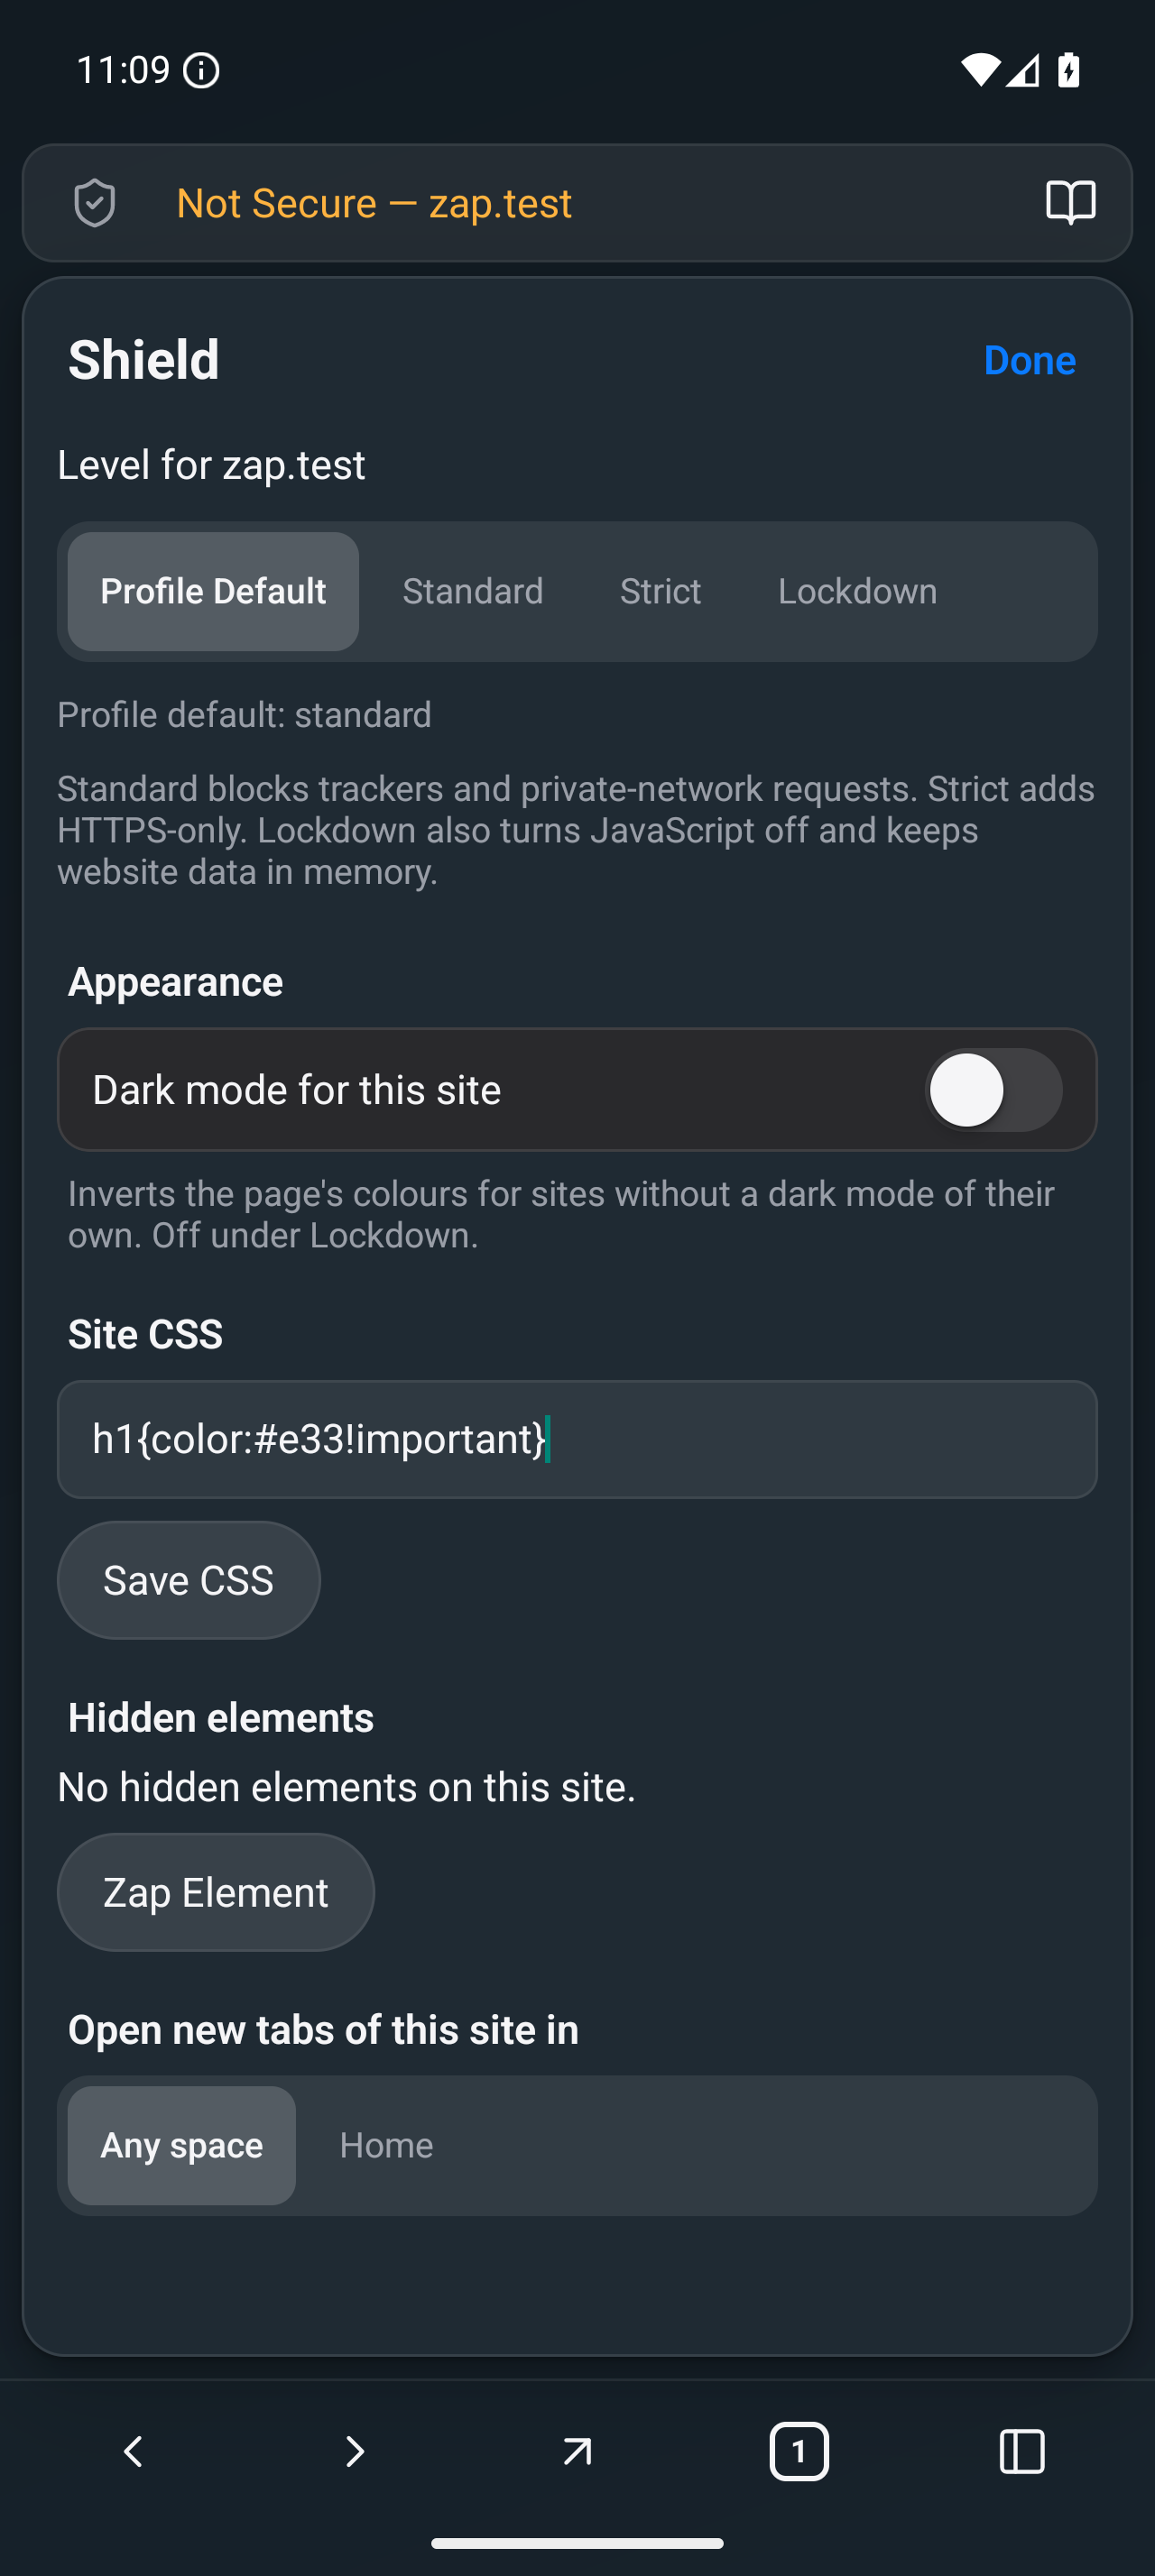 11:09
Not Secure — zap.test
Shield
Done
Level for zap.test
Profile Default
Standard
Strict
Lockdown
Profile default: standard
Standard blocks trackers and private-network requests. Strict adds
HTTPS-only. Lockdown also turns JavaScript off and keeps
website data in memory.
Appearance
Dark mode for this site
Inverts the page's colours for sites without a dark mode of their
own. Off under Lockdown.
Site CSS
h1{color:#e33!important}
Save CSS
Hidden elements
No hidden elements on this site.
Zap Element
Open new tabs of this site in
Any space
Home
1